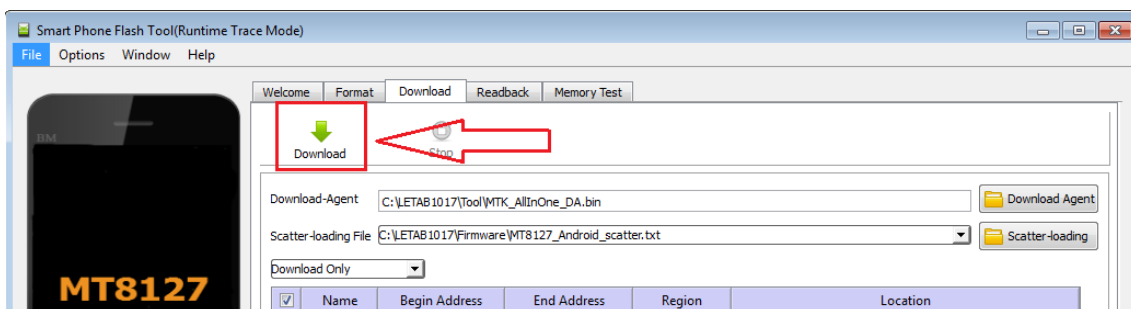 Smart Phone Flash Tool(Runtime Trace Mode)
File Options Window Help
Welcome Format Download Readback Memory Test
BM
Download Stop
Download-Agent C:\LETAB1017\Tool\MTK_AllInOne_DA.bin Download Agent
Scatter-loading File C:\LETAB1017\Firmware\MT8127_Android_scatter.txt Scatter-loading
Download Only
MT8127
Name Begin Address End Address Region Location